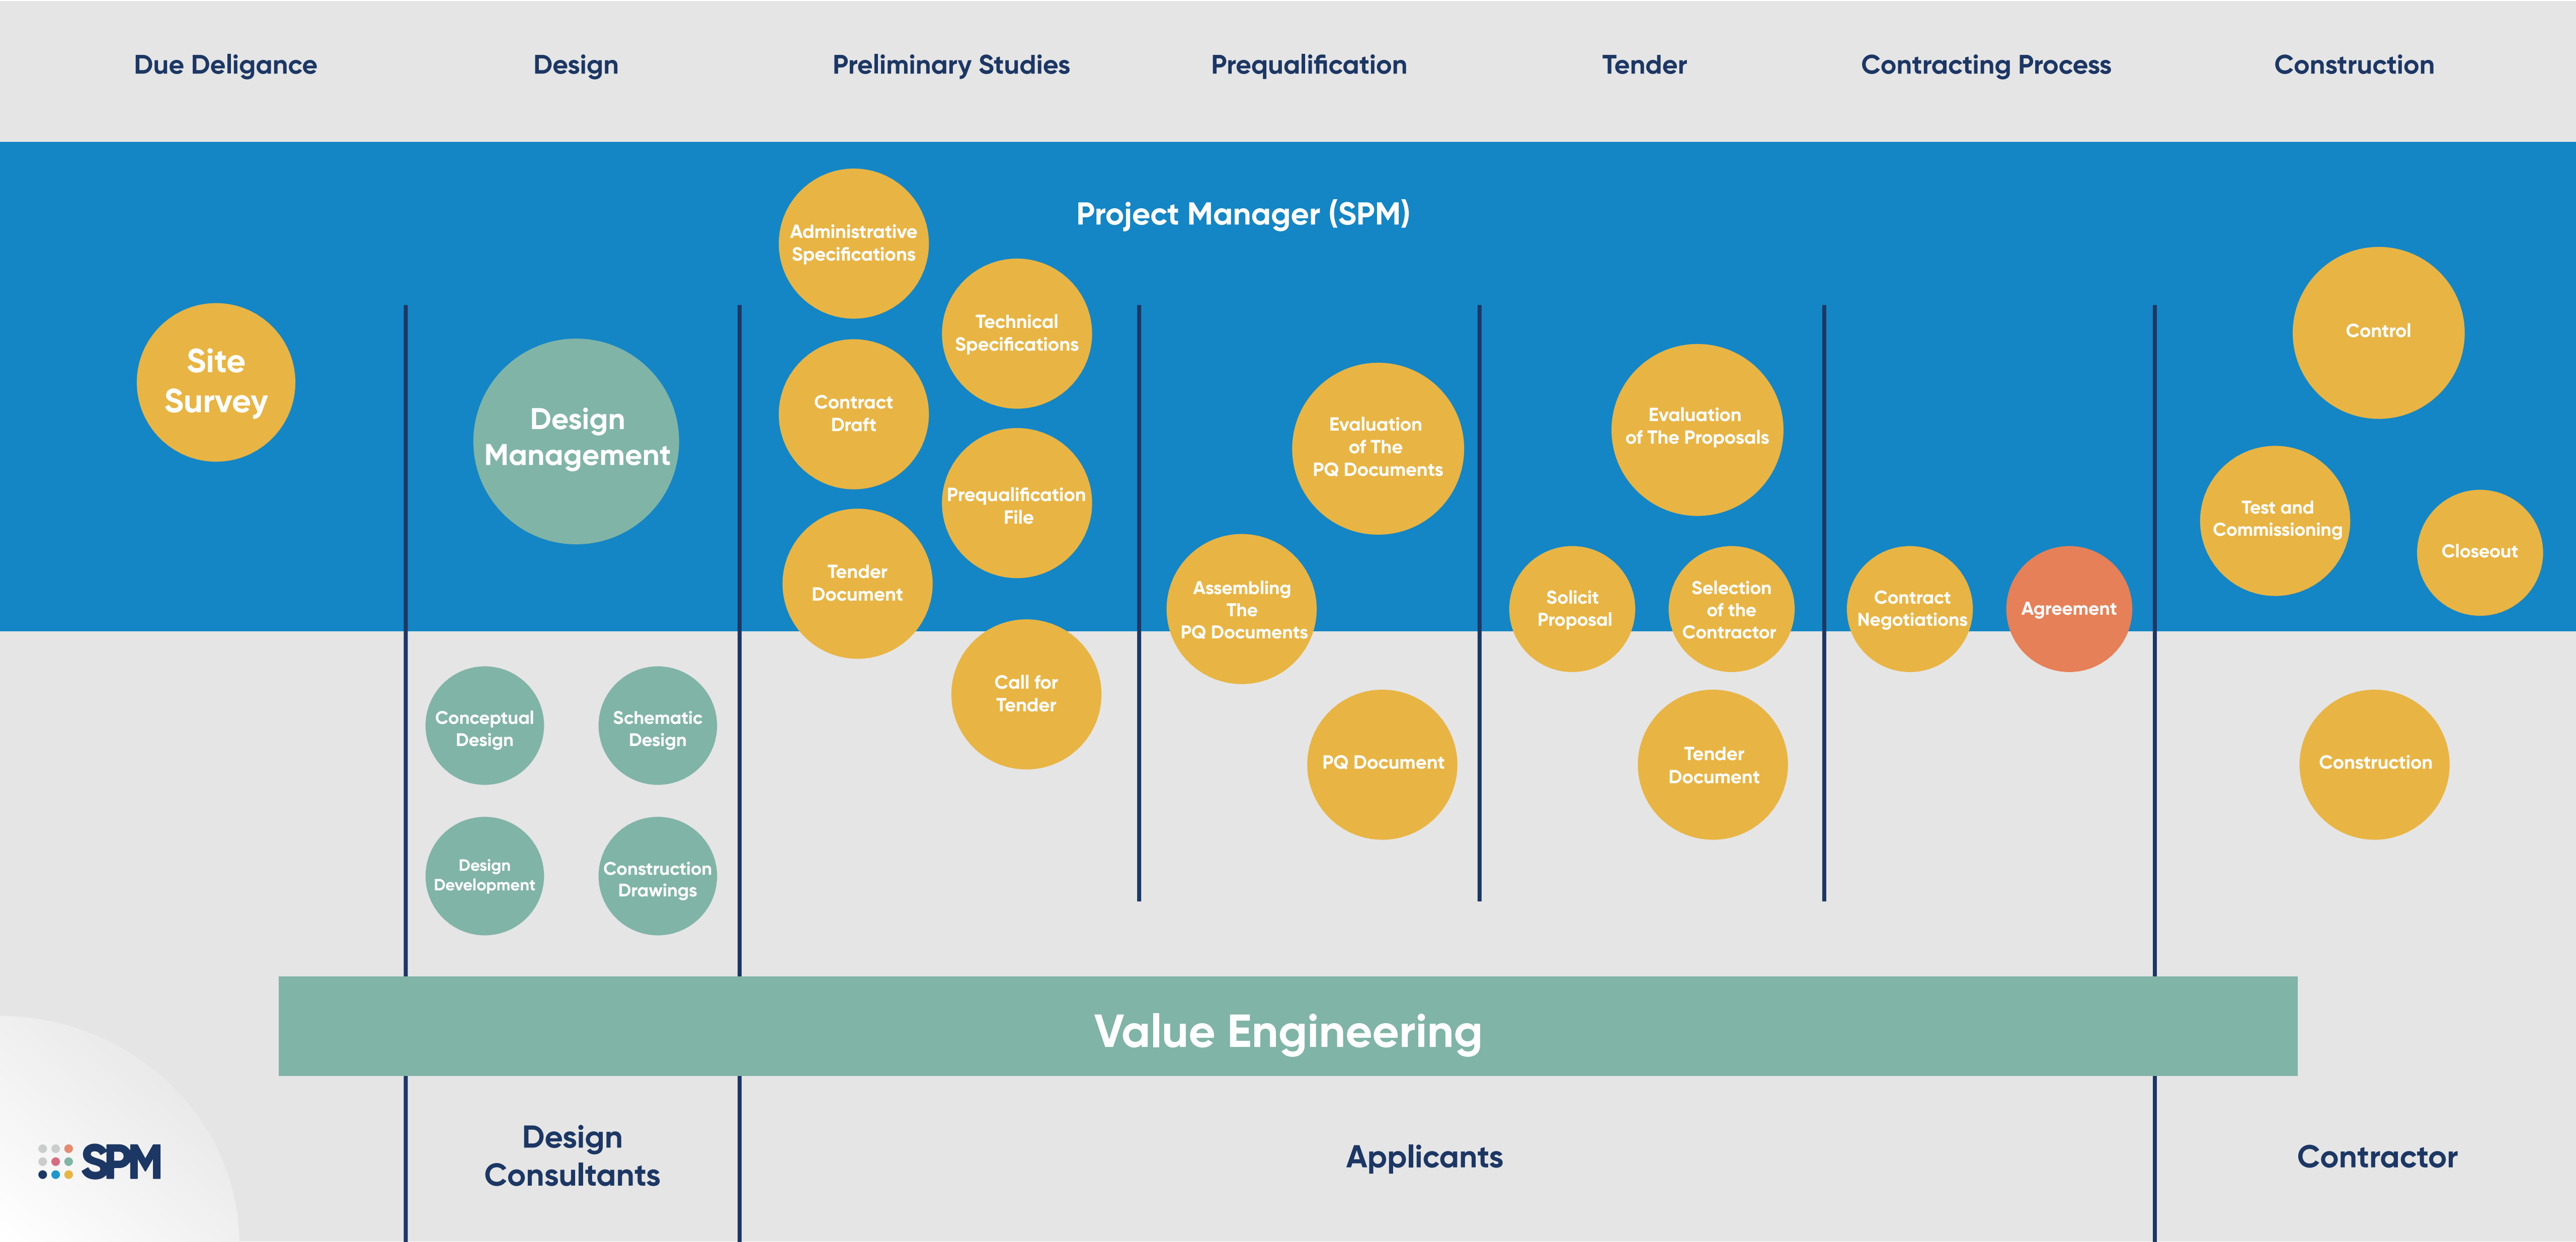 Due Deligance
Design
Preliminary Studies
Prequalification
Tender
Contracting Process
Construction
Project Manager (SPM)
Site
Survey
Design
Management
Administrative
Specifications
Technical
Specifications
Contract
Draft
Prequalification
File
Tender
Document
Call for
Tender
Evaluation
of The
PQ Documents
Assembling
The
PQ Documents
PQ Document
Evaluation
of The Proposals
Solicit
Proposal
Selection
of the
Contractor
Tender
Document
Contract
Negotiations
Agreement
Control
Test and
Commissioning
Closeout
Construction
Conceptual
Design
Schematic
Design
Design
Development
Construction
Drawings
Value Engineering
SPM
Design
Consultants
Applicants
Contractor